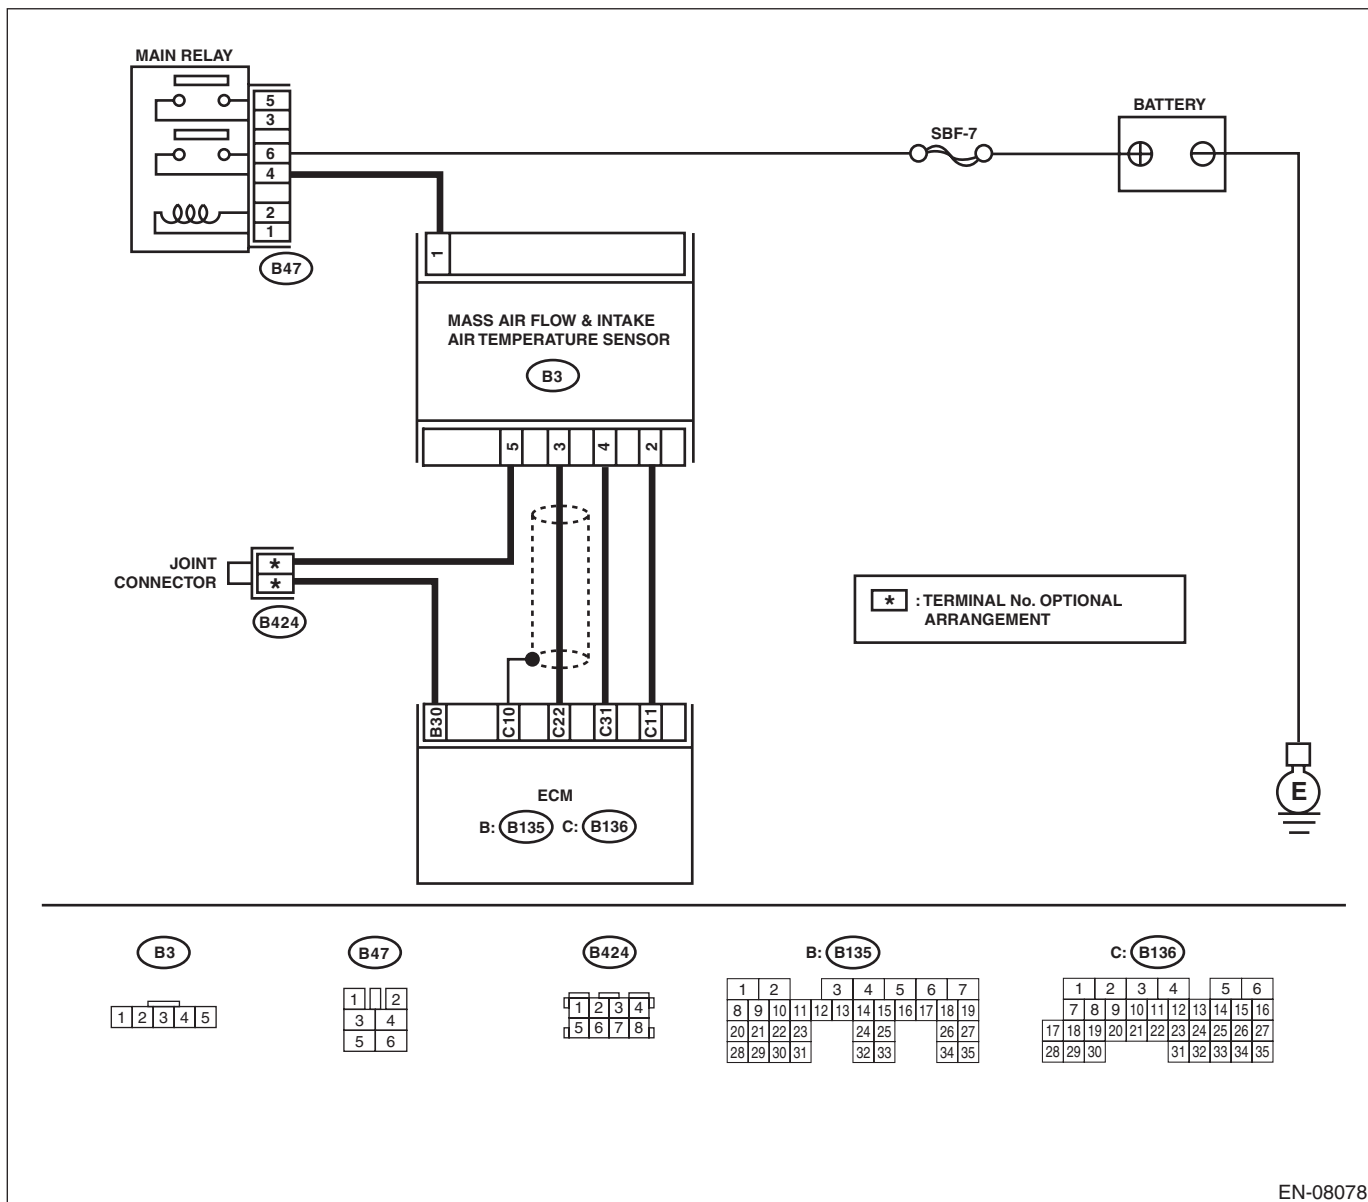 MAIN RELAY
5
3
6
4
2
1
B47
SBF-7
BATTERY
1
MASS AIR FLOW & INTAKE
AIR TEMPERATURE SENSOR
B3
5 3 4 2
JOINT
CONNECTOR
*
*
B424
* : TERMINAL No. OPTIONAL
ARRANGEMENT
B30 C10 C22 C31 C11
ECM
B: B135 C: B136
E
B3
1 2 3 4 5
B47
1 2
3 4
5 6
B424
1 2 3 4
5 6 7 8
B: B135
1 2 3 4 5 6 7
8 9 10 11 12 13 14 15 16 17 18 19
20 21 22 23 24 25 26 27
28 29 30 31 32 33 34 35
C: B136
1 2 3 4 5 6
7 8 9 10 11 12 13 14 15 16
17 18 19 20 21 22 23 24 25 26 27
28 29 30 31 32 33 34 35
EN-08078